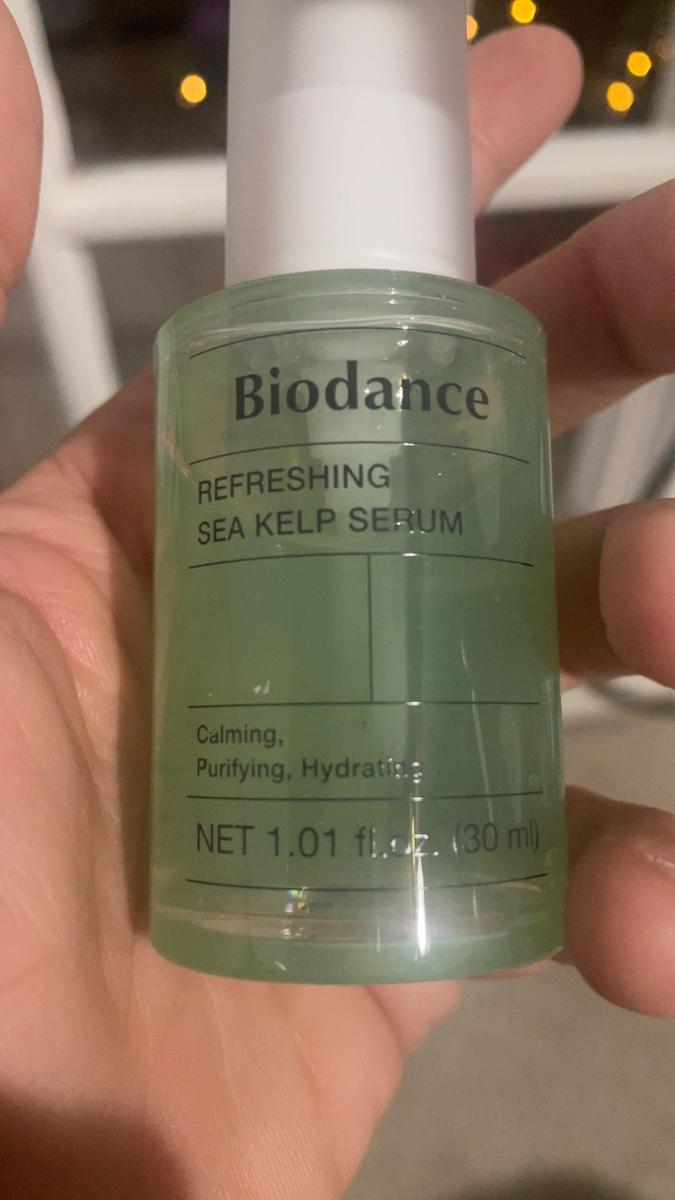 Biodance
REFRESHING
SEA KELP SERUM
Calming,
Purifying, Hydrating
NET 1.01 fl.oz. (30 ml)